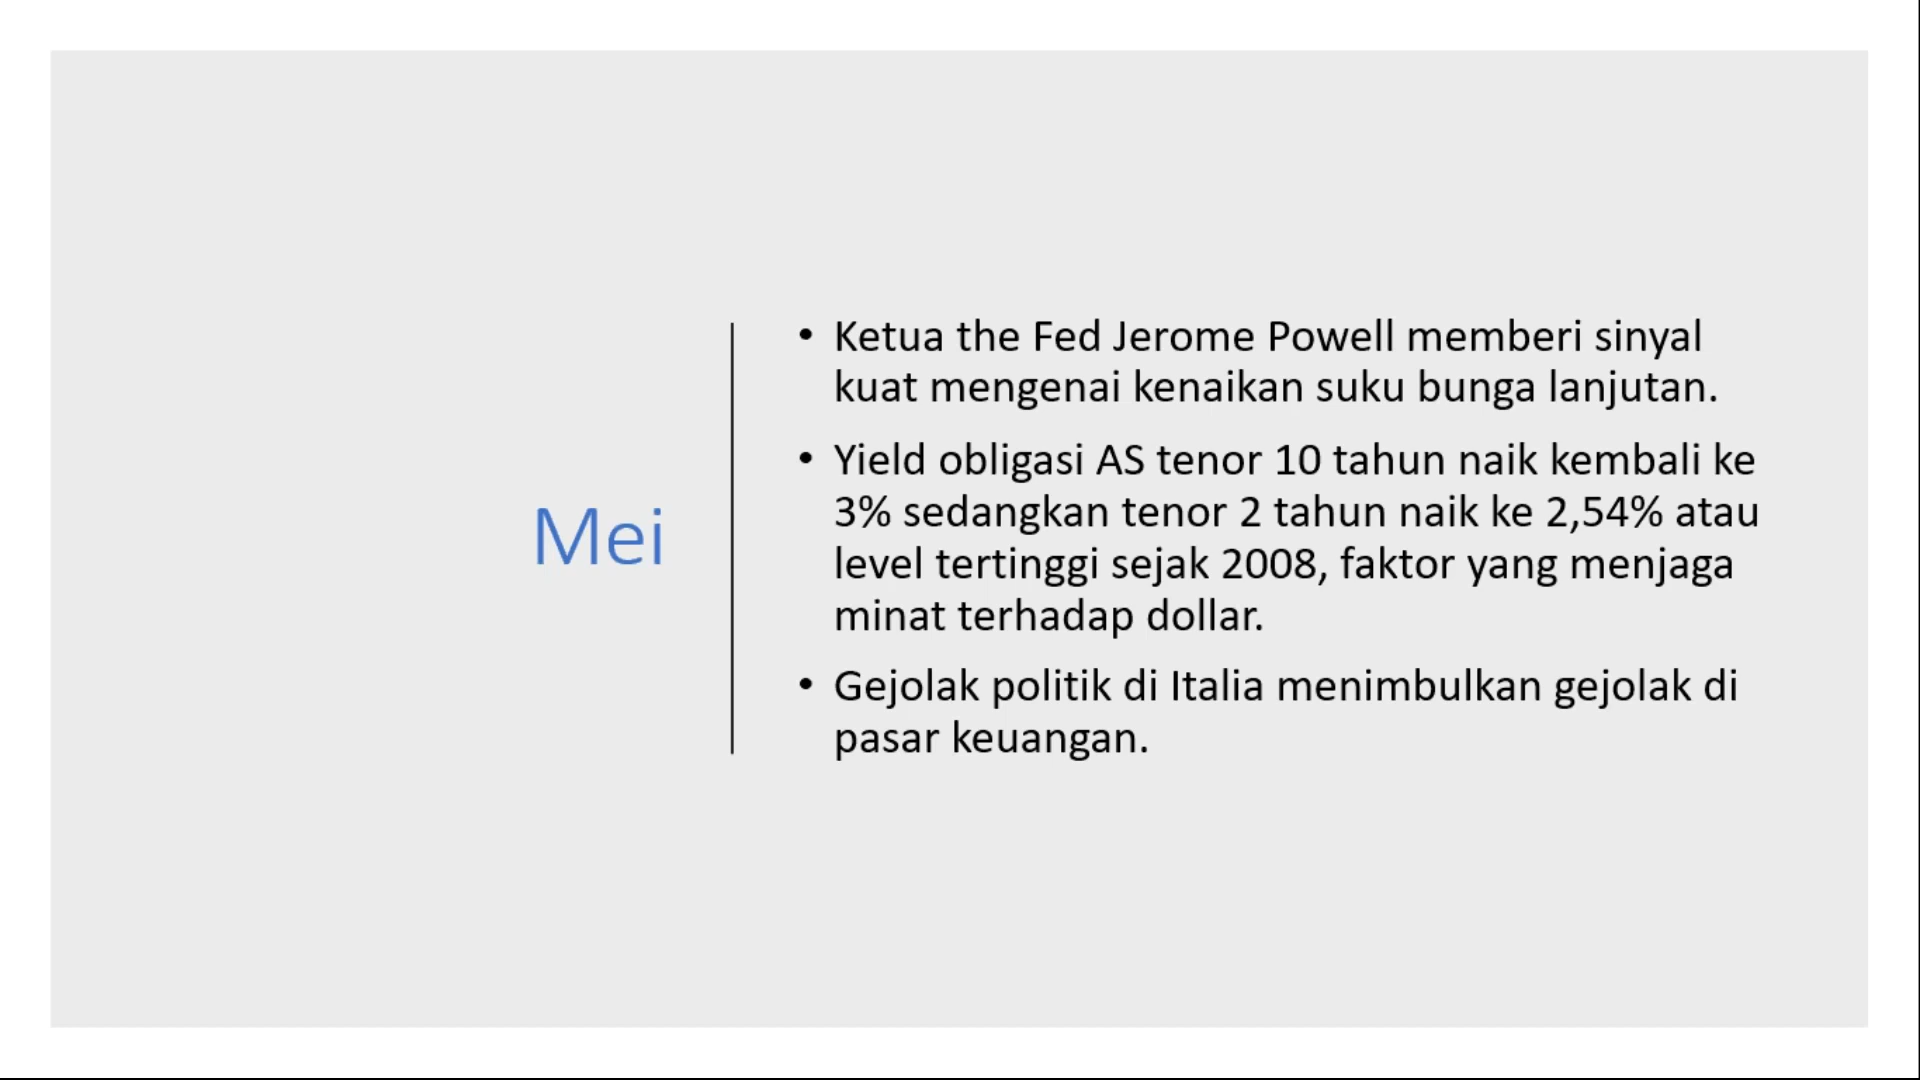 Mei
• Ketua the Fed Jerome Powell memberi sinyal
kuat mengenai kenaikan suku bunga lanjutan.
• Yield obligasi AS tenor 10 tahun naik kembali ke
3% sedangkan tenor 2 tahun naik ke 2,54% atau
level tertinggi sejak 2008, faktor yang menjaga
minat terhadap dollar.
• Gejolak politik di Italia menimbulkan gejolak di
pasar keuangan.